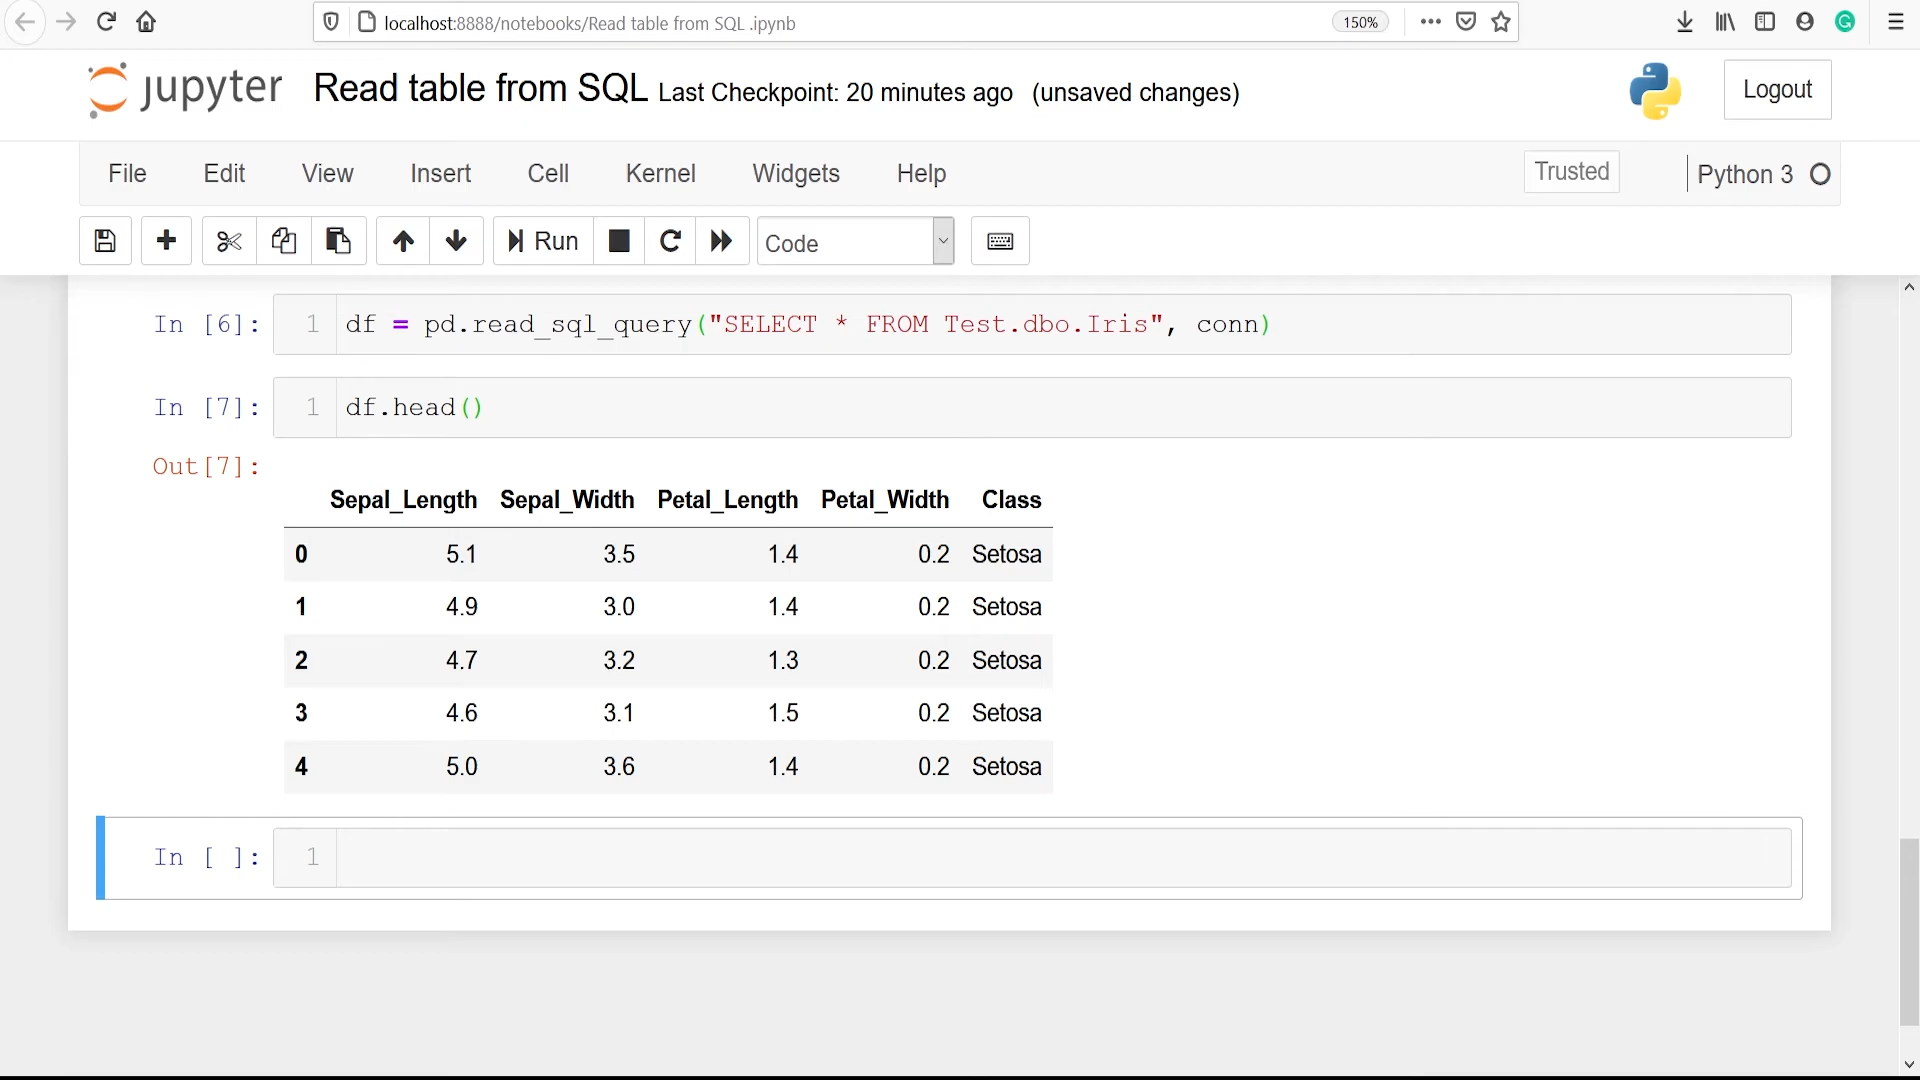 localhost:8888/notebooks/Read table from SQL .ipynb
150%
jupyter Read table from SQL Last Checkpoint: 20 minutes ago (unsaved changes)
Logout
File Edit View Insert Cell Kernel Widgets Help Trusted Python 3
Run Code
In [6]: 1 df = pd.read_sql_query("SELECT * FROM Test.dbo.Iris", conn)
In [7]: 1 df.head()
Out[7]:
Sepal_Length Sepal_Width Petal_Length Petal_Width Class
0 5.1 3.5 1.4 0.2 Setosa
1 4.9 3.0 1.4 0.2 Setosa
2 4.7 3.2 1.3 0.2 Setosa
3 4.6 3.1 1.5 0.2 Setosa
4 5.0 3.6 1.4 0.2 Setosa
In [ ]: 1